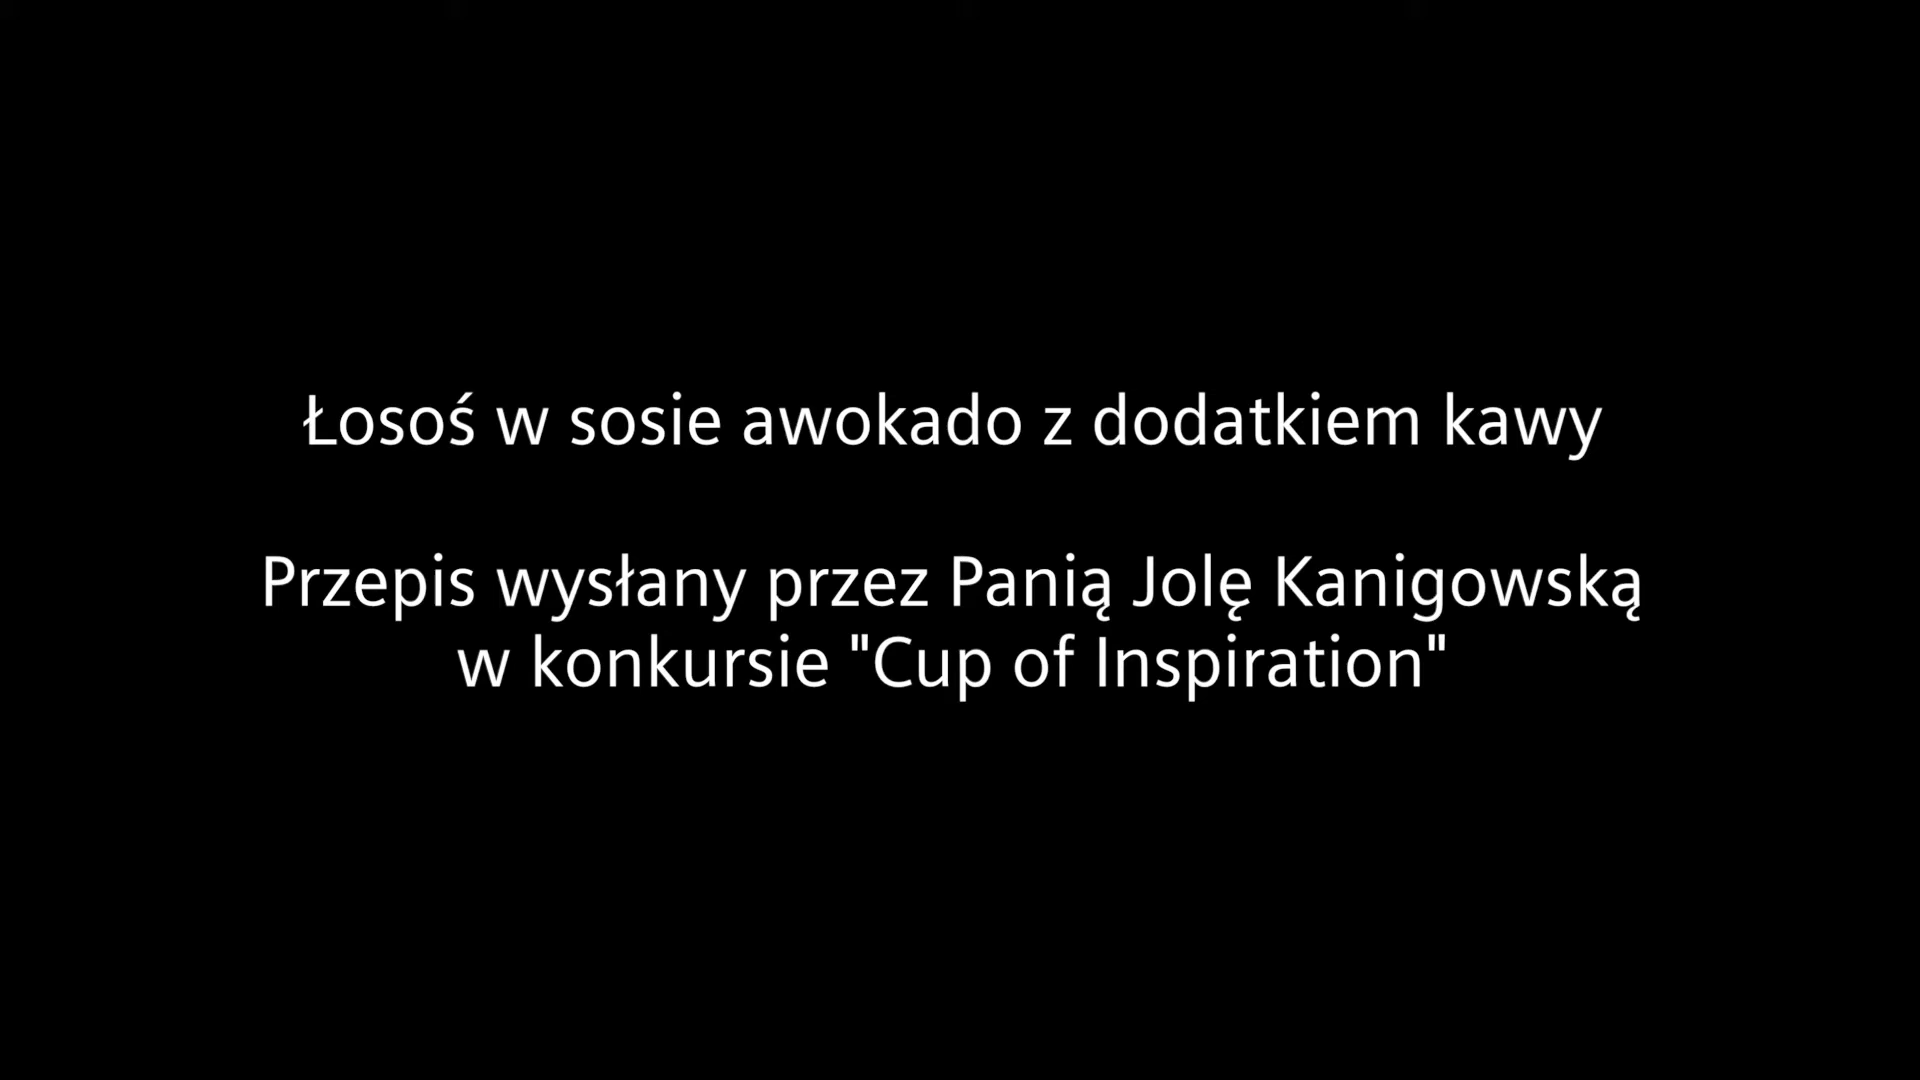 Łosoś w sosie awokado z dodatkiem kawy
Przepis wysłany przez Panią Jolę Kanigowską
w konkursie "Cup of Inspiration"